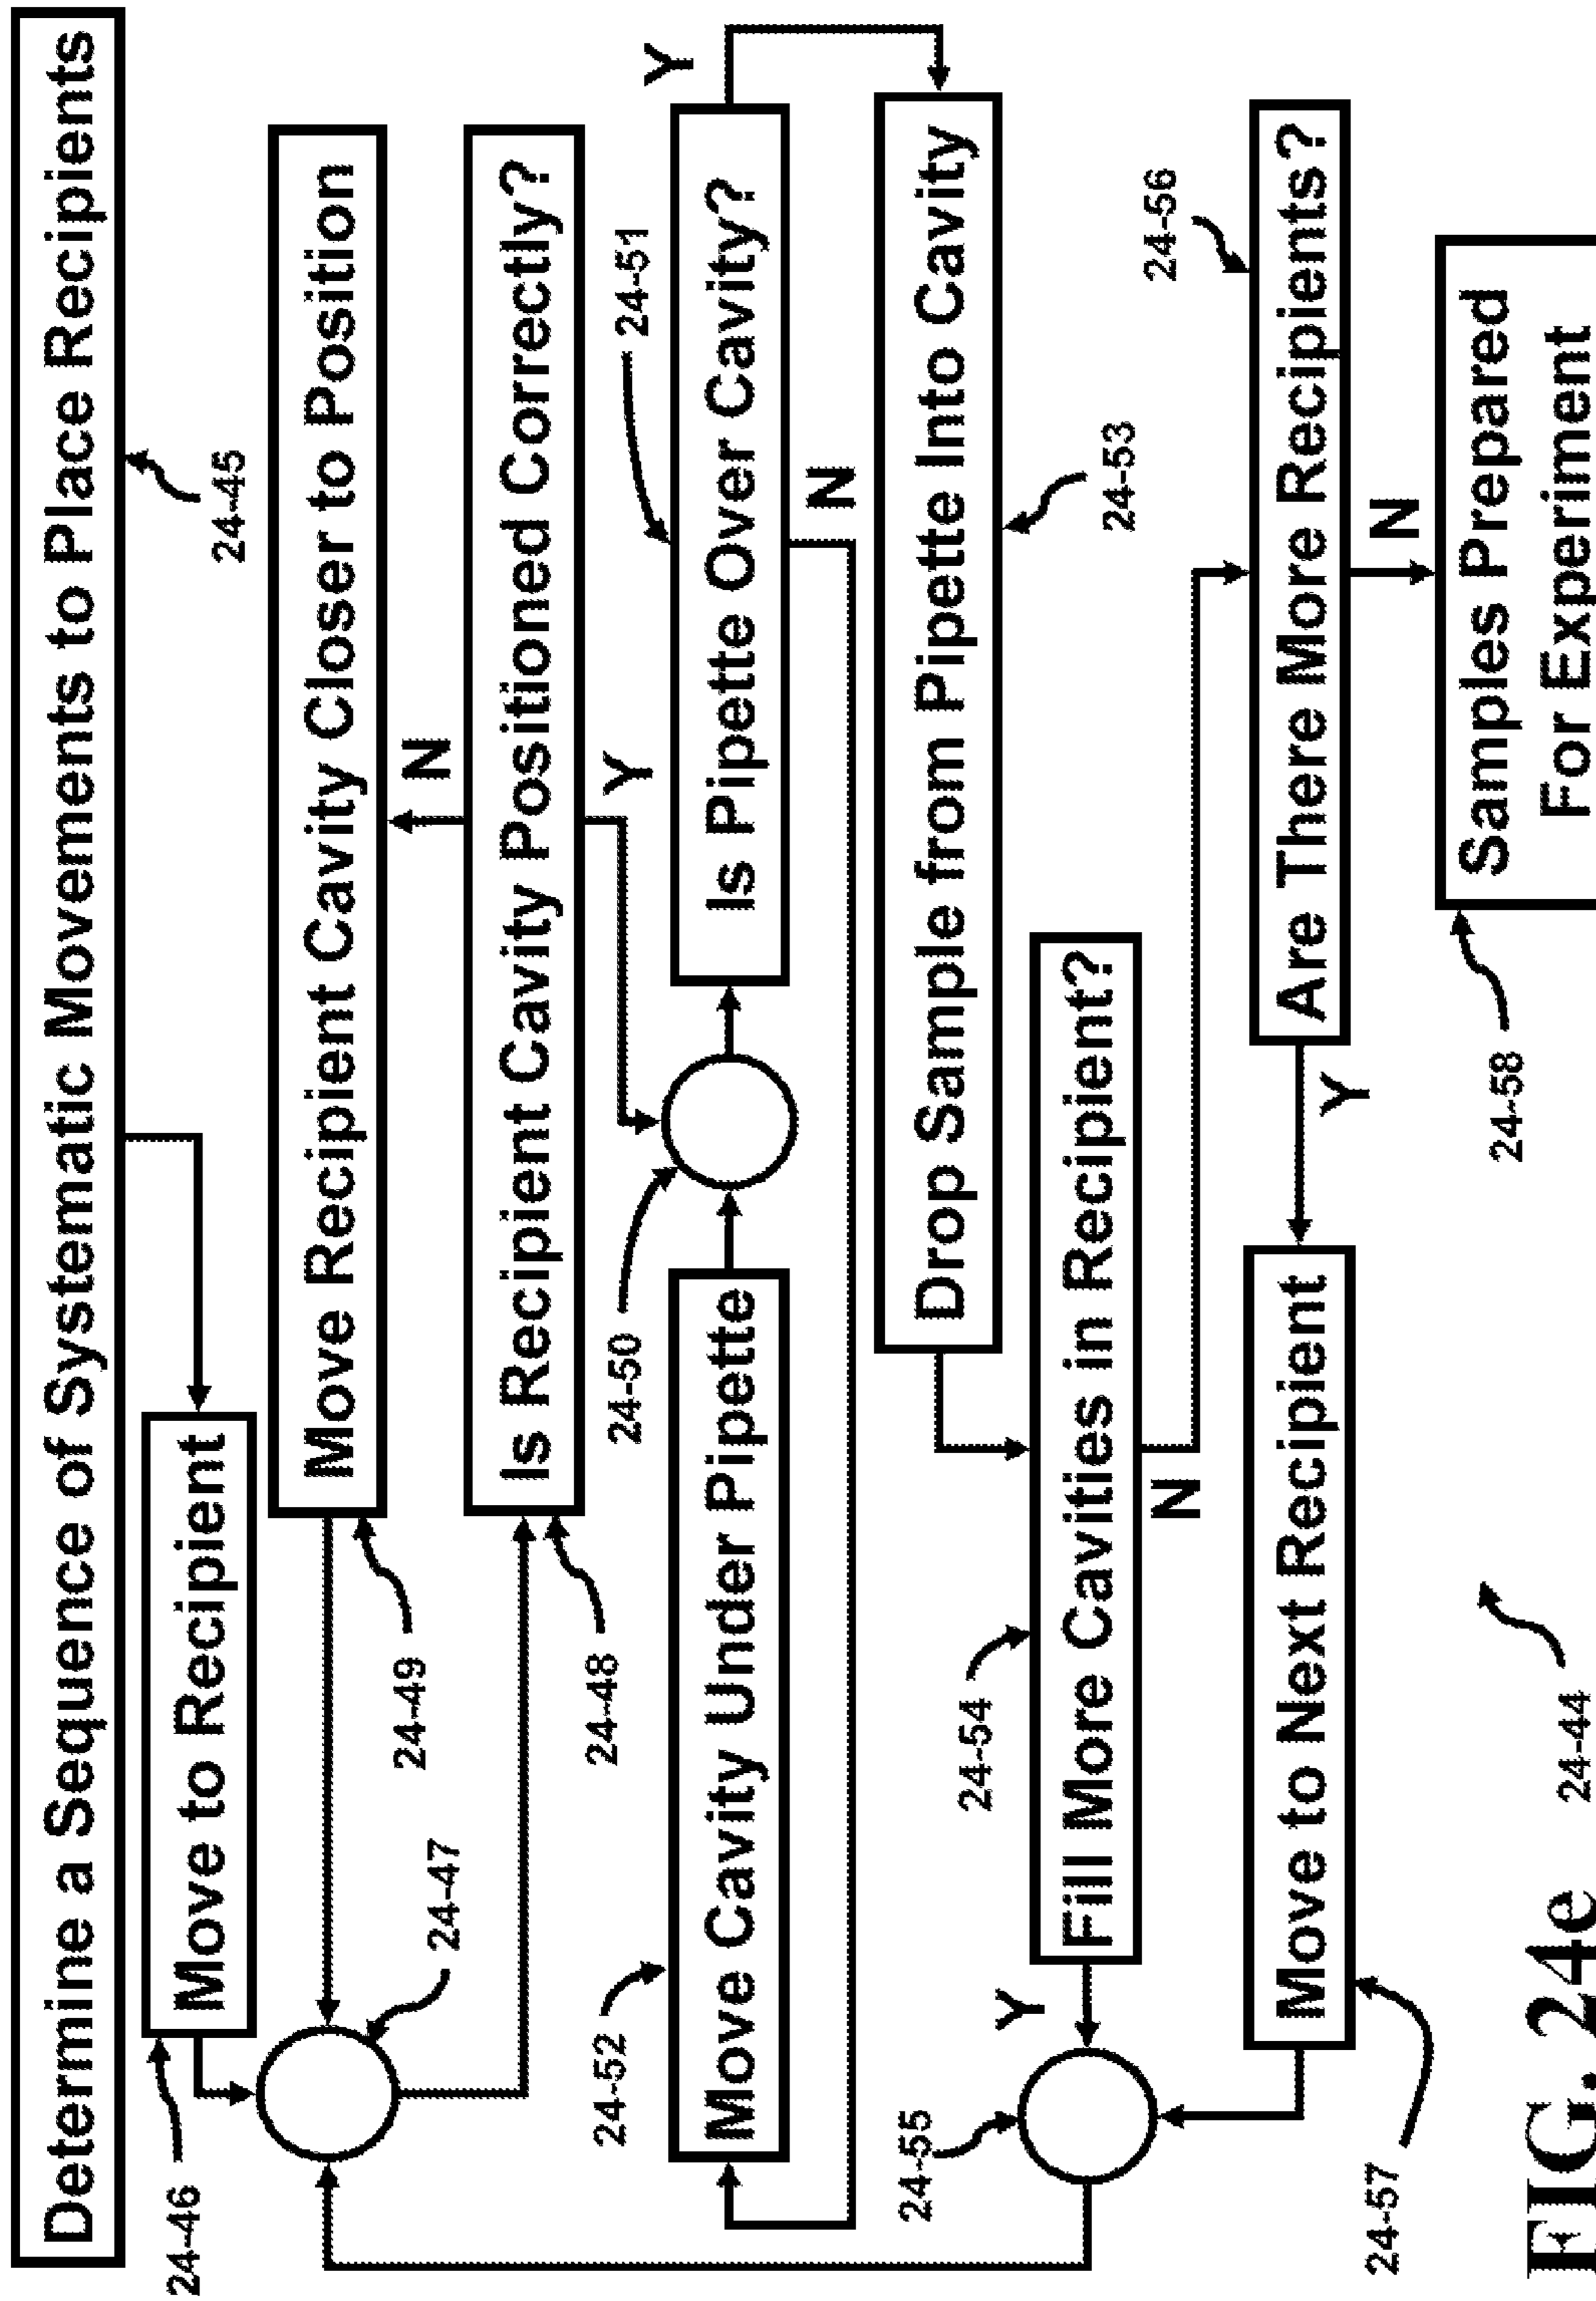 Determine a Sequence of Systematic Movements to Place Recipients
24-45
24-46
Move to Recipient
Move Recipient Cavity Closer to Position
24-49
24-47
N
Is Recipient Cavity Positioned Correctly?
24-48
Y
24-50
24-51
24-52
Move Cavity Under Pipette
Is Pipette Over Cavity?
Y
N
Drop Sample from Pipette Into Cavity
24-53
24-54
Fill More Cavities in Recipient?
Y
24-55
N
24-56
Move to Next Recipient
Y
Are There More Recipients?
24-57
N
24-58
Samples Prepared
For Experiment
24-44
FIG. 24e